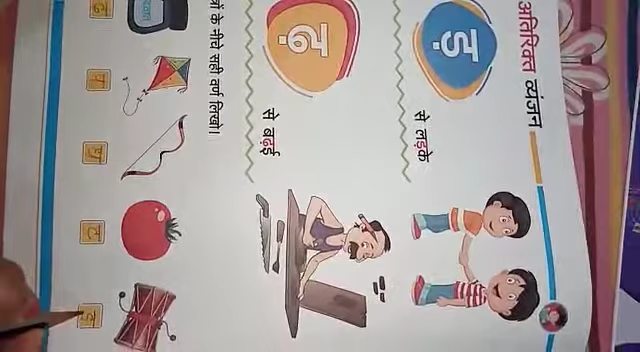 अतिरिक्त व्यंजन
ड़
से लड़के
ढ़
से बढ़ई
के नीचे सही वर्ण लिखो।
द
प
ध
ट
ड